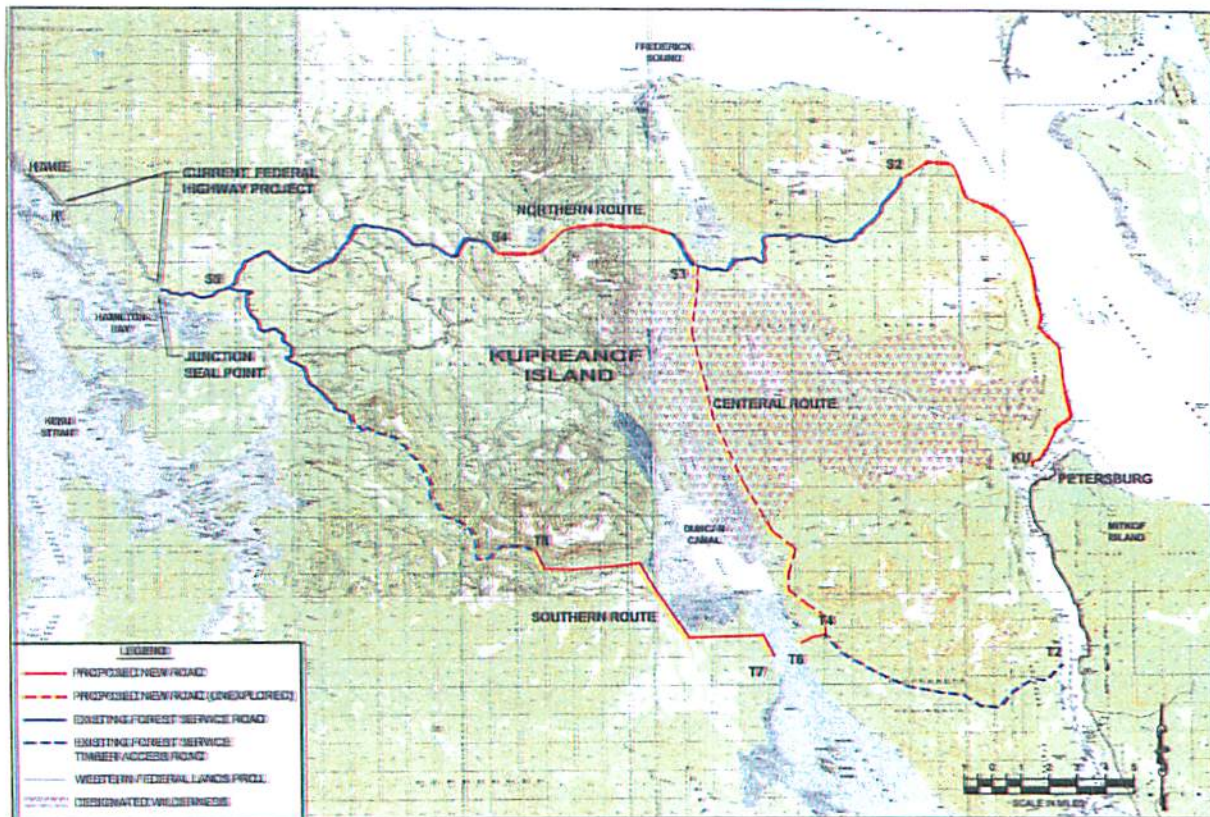 FREDERICK
SOUND
KAKE
CURRENT FEDERAL
HIGHWAY PROJECT
S2
NORTHERN ROUTE
S4
S3
S5
HAMILTON
BAY
JUNCTION
SEAL POINT
KUPREANOF
ISLAND
CENTERAL ROUTE
KEKU
STRAIT
KU
PETERSBURG
MITKOF
ISLAND
DUNCAN
CANAL
T8
SOUTHERN ROUTE
T4
T6
T7
T2
LEGEND
PROPOSED NEW ROAD
PROPOSED NEW ROAD (UNEXPLORED)
EXISTING FOREST SERVICE ROAD
EXISTING FOREST SERVICE
TIMBER ACCESS ROAD
WESTERN FEDERAL LANDS PROJ.
DESIGNATED WILDERNESS
SCALE IN MILES